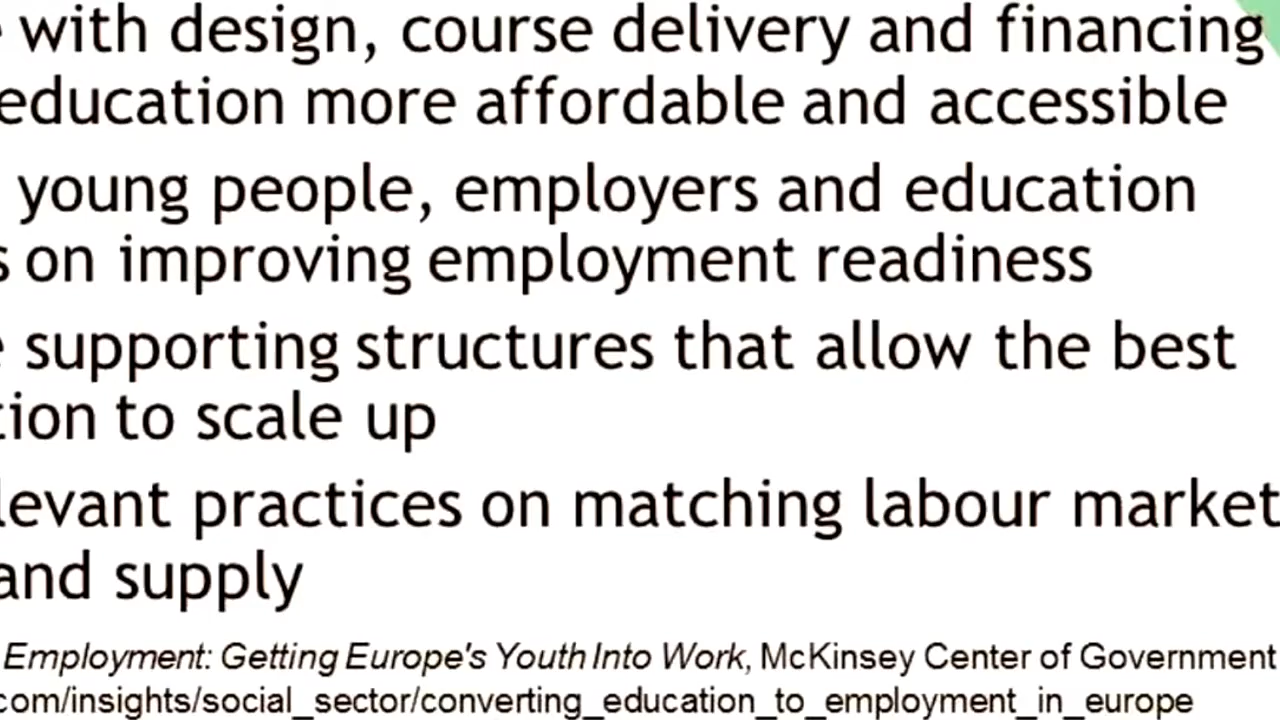 with design, course delivery and financing
education more affordable and accessible
young people, employers and education
on improving employment readiness
supporting structures that allow the best
to scale up
practices on matching labour market
and supply
Employment: Getting Europe's Youth Into Work, McKinsey Center of Government
com/insights/social_sector/converting_education_to_employment_in_europe